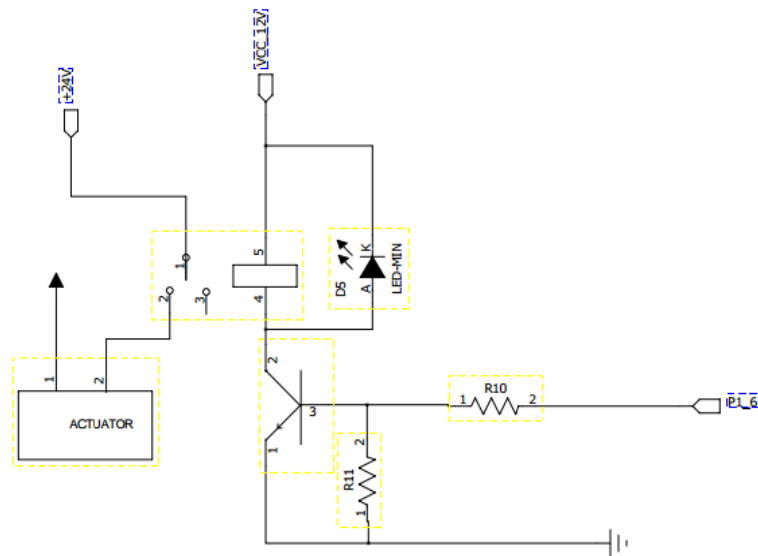 +24V
VCC_12V
1
2
3
5
4
D5
K
A
LED-MIN
1
2
ACTUATOR
2
3
1
R10
1
2
P1_6
R11
2
1